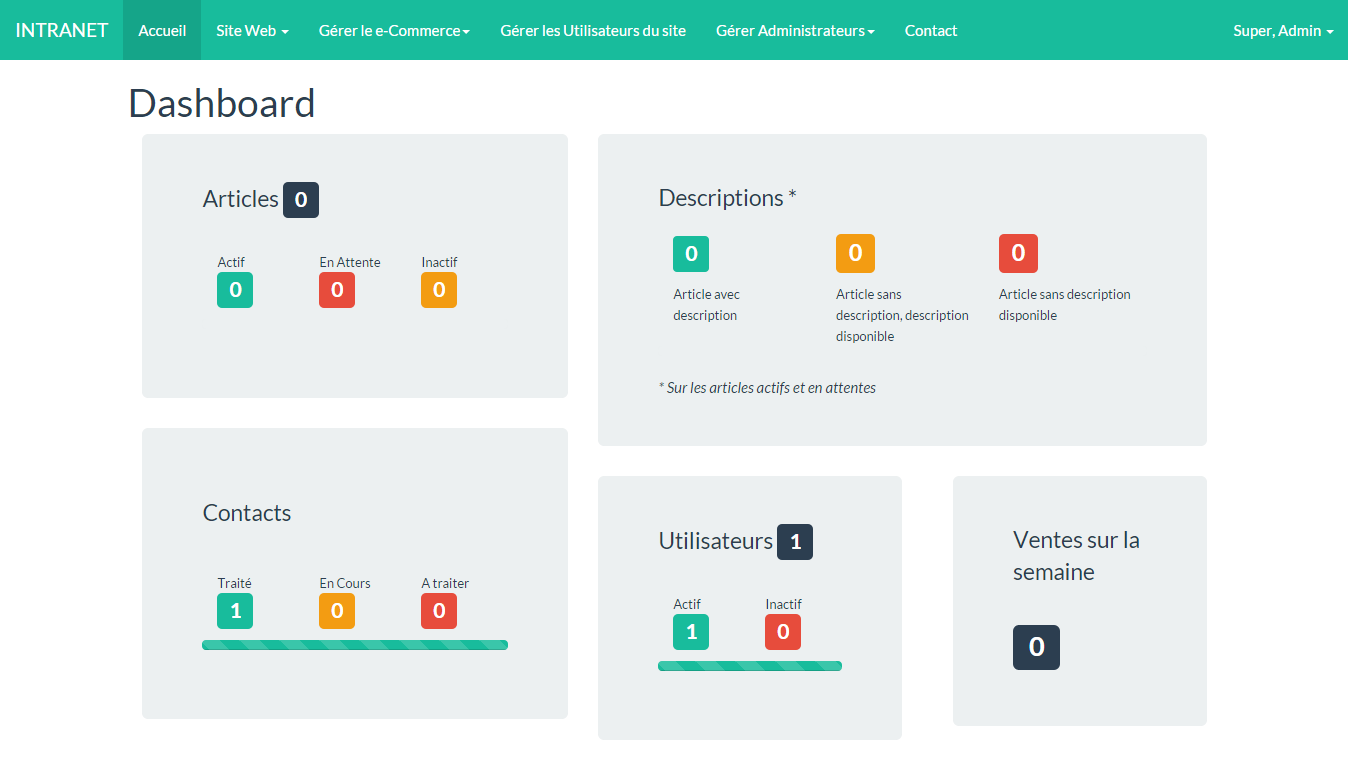 INTRANET Accueil Site Web Gérer le e-Commerce Gérer les Utilisateurs du site Gérer Administrateurs Contact Super, Admin
Dashboard
Articles 0
Actif En Attente Inactif
0 0 0
Descriptions *
0 0 0
Article avec
description
Article sans
description, description
disponible
Article sans description
disponible
* Sur les articles actifs et en attentes
Contacts
Traité En Cours A traiter
1 0 0
Utilisateurs 1
Actif Inactif
1 0
Ventes sur la
semaine
0